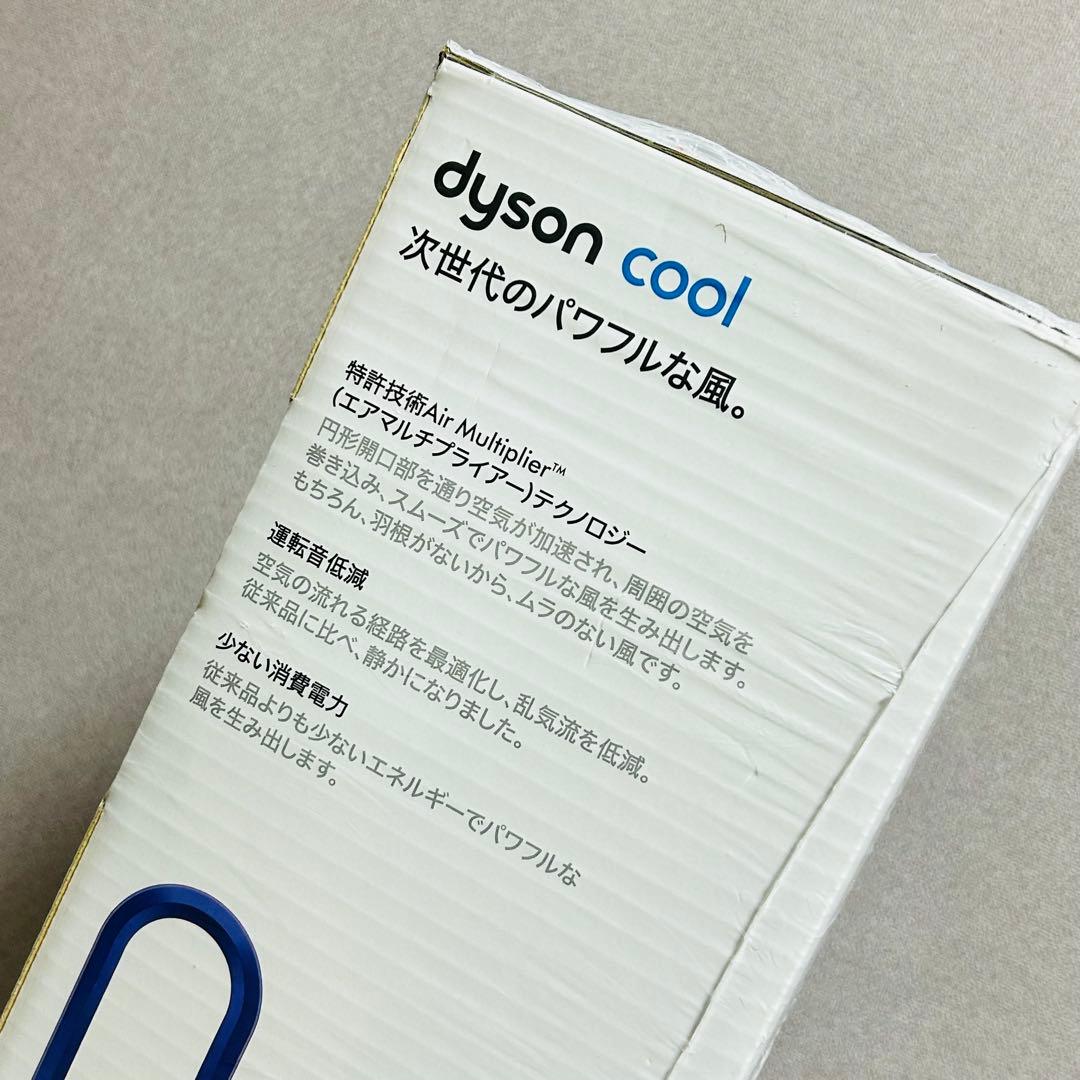 dyson cool
次世代のパワフルな風。
特許技術Air Multiplier™
(エアマルチプライアー)テクノロジー
円形開口部を通り空気が加速され、周囲の空気を
巻き込み、スムーズでパワフルな風を生み出します。
もちろん、羽根がないから、ムラのない風です。
運転音低減
空気の流れる経路を最適化し、乱気流を低減。
従来品に比べ、静かになりました。
少ない消費電力
従来品よりも少ないエネルギーでパワフルな
風を生み出します。